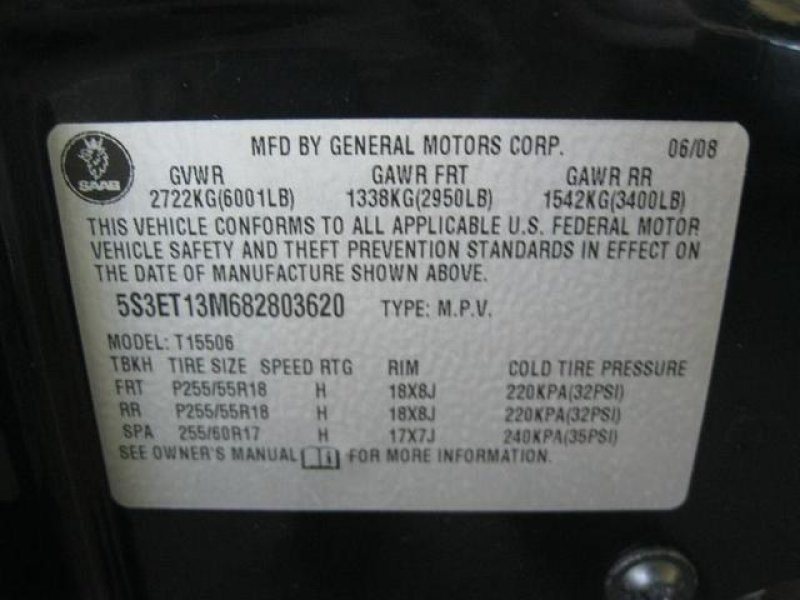 SAAB
MFD BY GENERAL MOTORS CORP. 06/08
GVWR GAWR FRT GAWR RR
2722KG(6001LB) 1338KG(2950LB) 1542KG(3400LB)
THIS VEHICLE CONFORMS TO ALL APPLICABLE U.S. FEDERAL MOTOR
VEHICLE SAFETY AND THEFT PREVENTION STANDARDS IN EFFECT ON
THE DATE OF MANUFACTURE SHOWN ABOVE.
5S3ET13M682803620 TYPE: M.P.V.
MODEL: T15506
TBKH TIRE SIZE SPEED RTG RIM COLD TIRE PRESSURE
FRT P255/55R18 H 18X8J 220KPA(32PSI)
RR P255/55R18 H 18X8J 220KPA(32PSI)
SPA 255/60R17 H 17X7J 240KPA(35PSI)
SEE OWNER'S MANUAL FOR MORE INFORMATION.